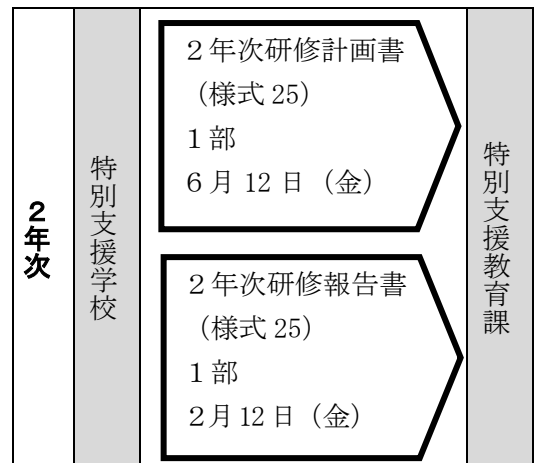 ２年次
特別支援学校
２年次研修計画書
（様式 25）
１部
６月 12 日（金）
２年次研修報告書
（様式 25）
１部
２月 12 日（金）
特別支援教育課